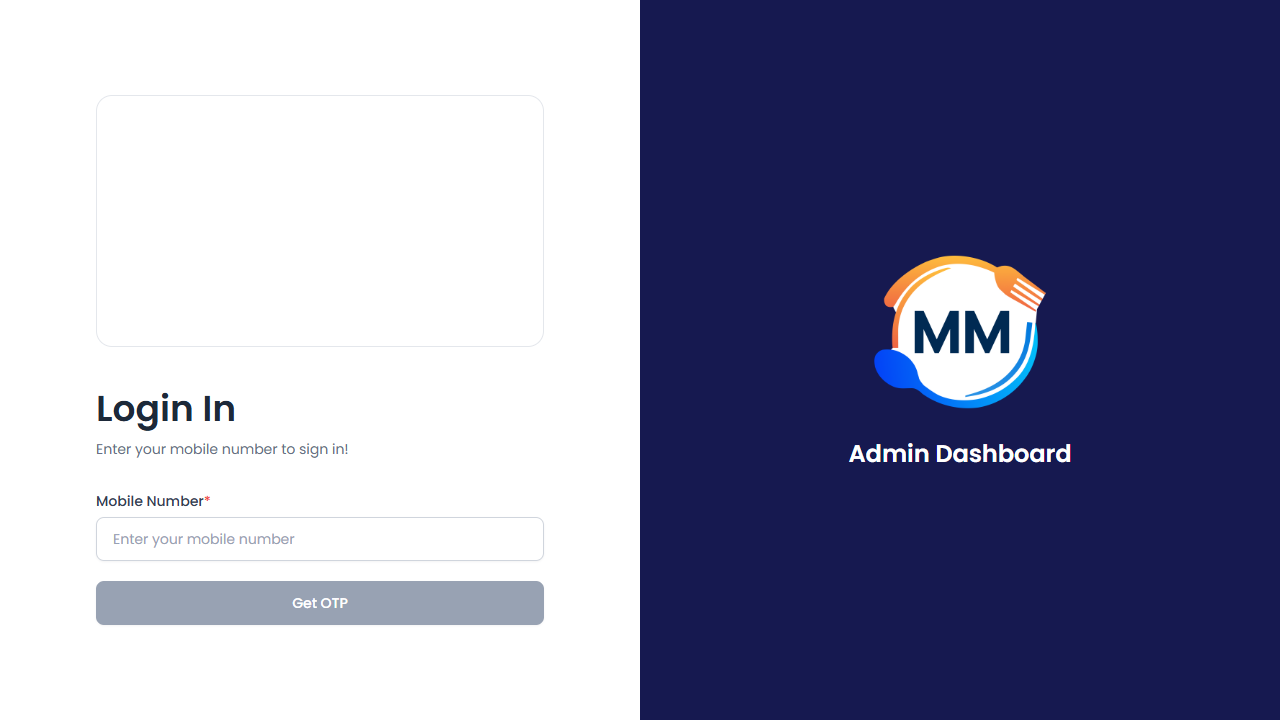 Login In
Enter your mobile number to sign in!
Mobile Number*
Enter your mobile number
Get OTP
MM
Admin Dashboard